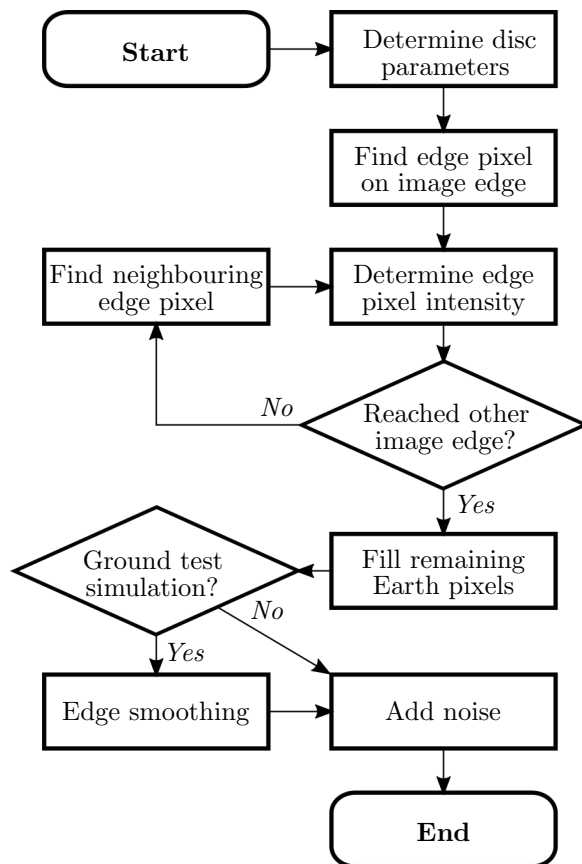 Start
Determine disc
parameters
Find edge pixel
on image edge
Find neighbouring
edge pixel
Determine edge
pixel intensity
No
Reached other
image edge?
Yes
Ground test
simulation?
Fill remaining
Earth pixels
No
Yes
Edge smoothing
Add noise
End